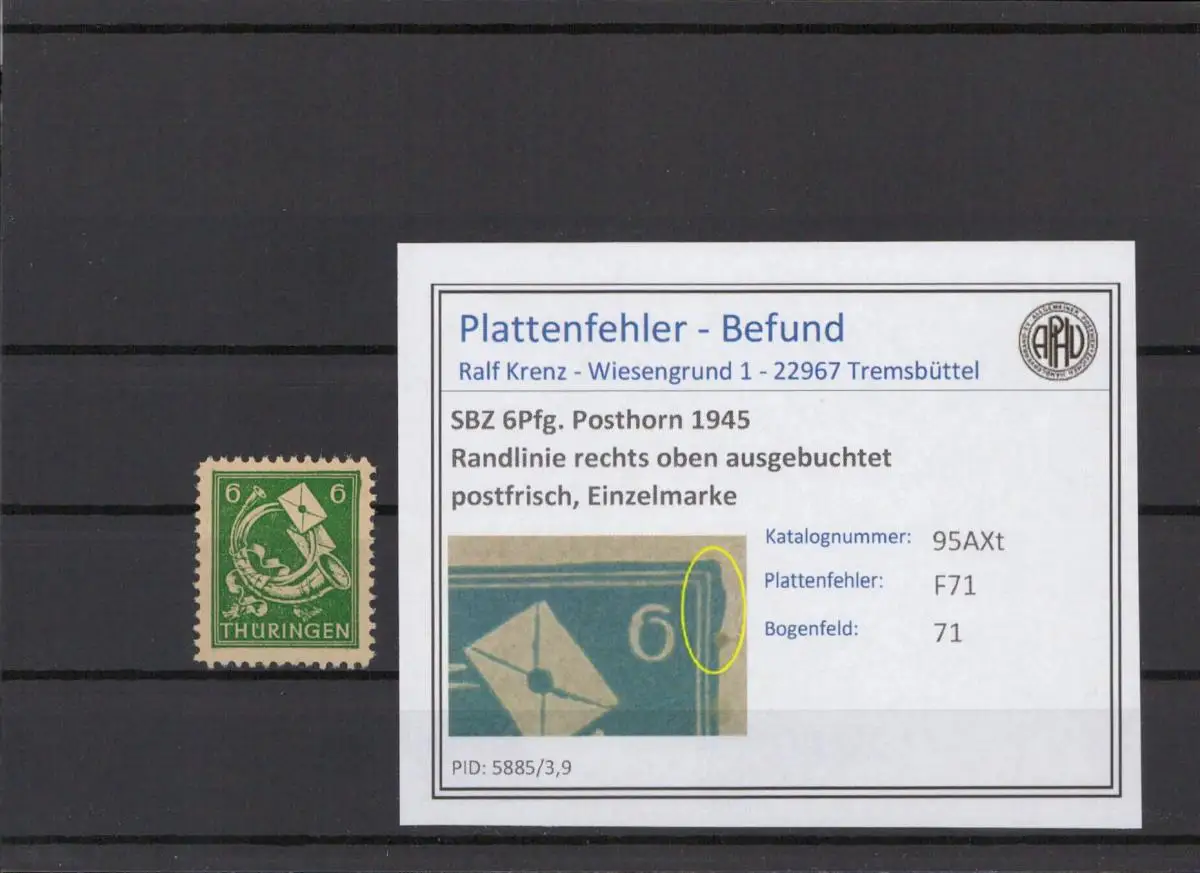 6 6
THÜRINGEN
Plattenfehler - Befund
Ralf Krenz - Wiesengrund 1 - 22967 Tremsbüttel
APHV
SBZ 6Pfg. Posthorn 1945
Randlinie rechts oben ausgebuchtet
postfrisch, Einzelmarke
6
Katalognummer: 95AXt
Plattenfehler: F71
Bogenfeld: 71
PID: 5885/3,9